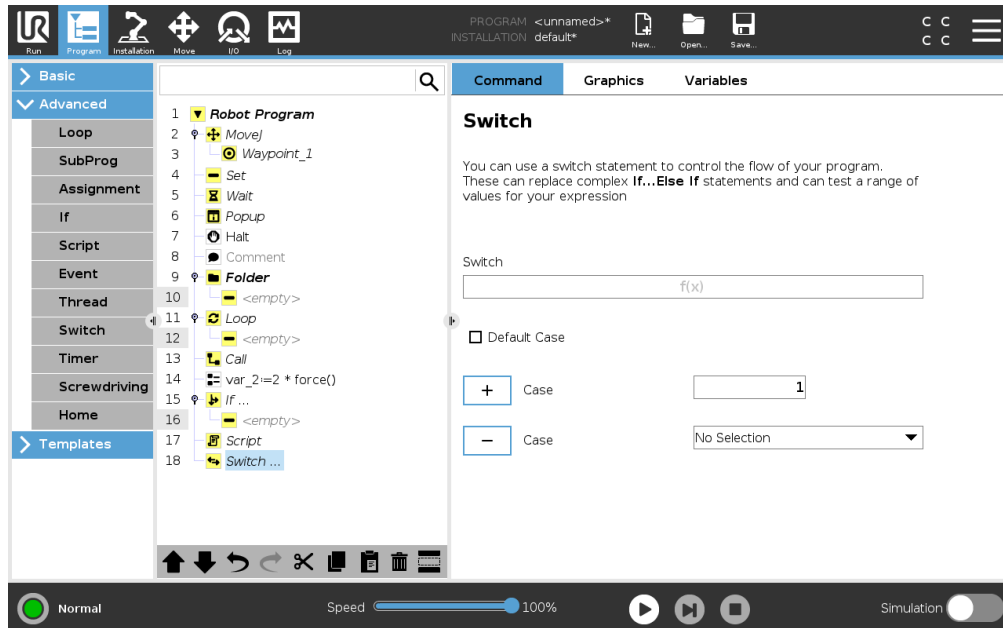 PROGRAM <unnamed>*
INSTALLATION default*
Run Program Installation Move I/O Log New... Open... Save...
C C
C C
Basic
Advanced
Loop
SubProg
Assignment
If
Script
Event
Thread
Switch
Timer
Screwdriving
Home
Templates
1 Robot Program
2 MoveJ
3 Waypoint_1
4 Set
5 Wait
6 Popup
7 Halt
8 Comment
9 Folder
10 <empty>
11 Loop
12 <empty>
13 Call
14 var_2:=2 * force()
15 If ...
16 <empty>
17 Script
18 Switch ...
Command Graphics Variables
Switch
You can use a switch statement to control the flow of your program.
These can replace complex If...Else If statements and can test a range of
values for your expression
Switch
f(x)
Default Case
+ Case 1
− Case No Selection
Normal Speed 100% Simulation